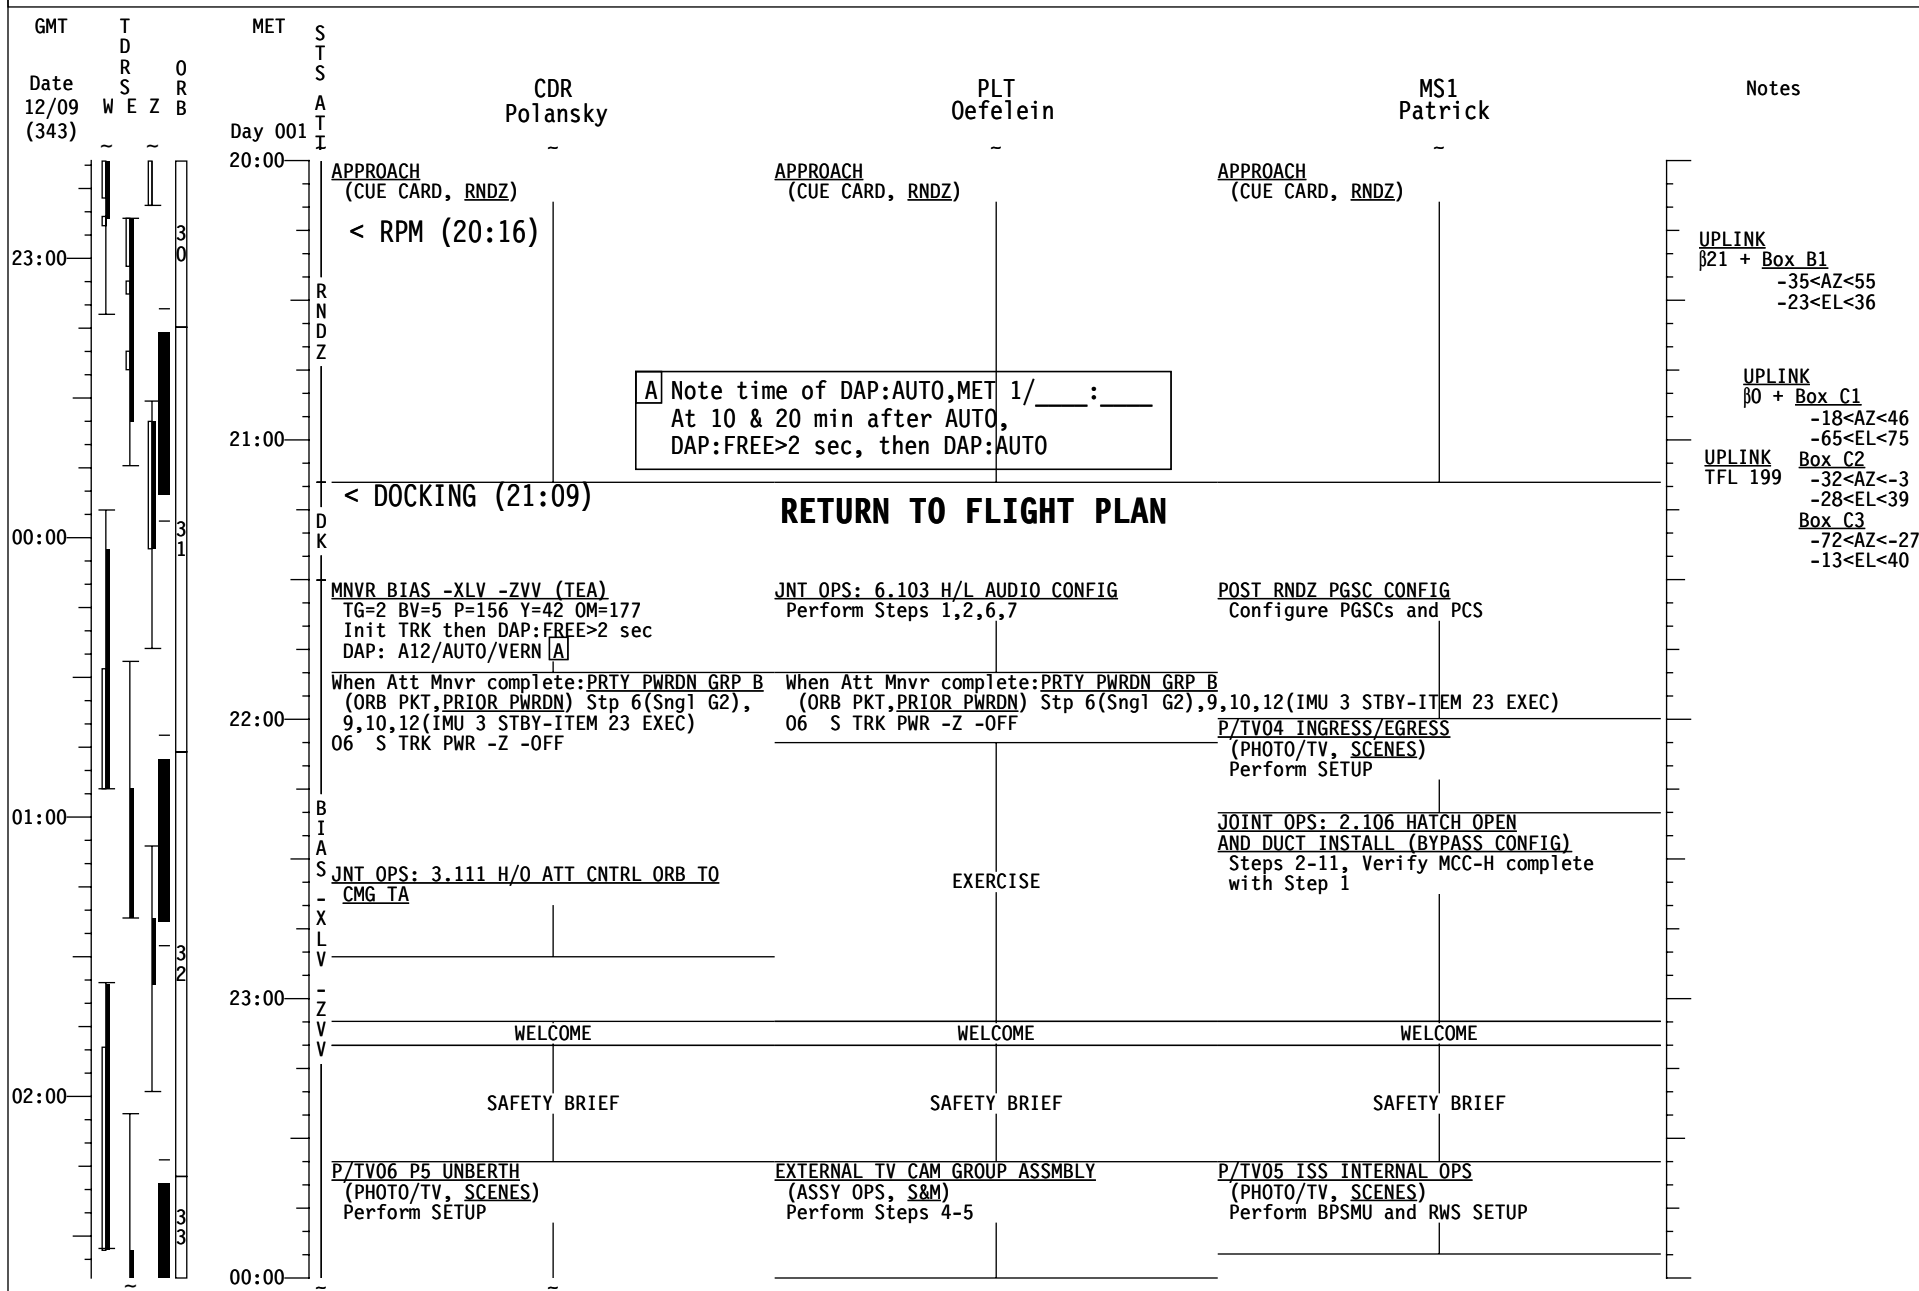 GMT
TDRS
MET
STS ATT
ORB
Date
12/09
(343)
W E Z
Day 001
CDR
Polansky
PLT
Oefelein
MS1
Patrick
Notes
~ ~ ~ ~ ~
20:00
APPROACH
(CUE CARD, RNDZ)
APPROACH
(CUE CARD, RNDZ)
APPROACH
(CUE CARD, RNDZ)
< RPM (20:16)
30
23:00
UPLINK
β21 + Box B1
-35<AZ<55
-23<EL<36
RNDZ
A Note time of DAP:AUTO,MET 1/____:____
At 10 & 20 min after AUTO,
DAP:FREE>2 sec, then DAP:AUTO
UPLINK
β0 + Box C1
-18<AZ<46
-65<EL<75
21:00
UPLINK Box C2
TFL 199 -32<AZ<-3
-28<EL<39
Box C3
-72<AZ<-27
-13<EL<40
< DOCKING (21:09)
RETURN TO FLIGHT PLAN
DK
31
00:00
MNVR BIAS -XLV -ZVV (TEA)
TG=2 BV=5 P=156 Y=42 OM=177
Init TRK then DAP:FREE>2 sec
DAP: A12/AUTO/VERN A
JNT OPS: 6.103 H/L AUDIO CONFIG
Perform Steps 1,2,6,7
POST RNDZ PGSC CONFIG
Configure PGSCs and PCS
When Att Mnvr complete:PRTY PWRDN GRP B
(ORB PKT,PRIOR PWRDN) Stp 6(Sngl G2),
9,10,12(IMU 3 STBY-ITEM 23 EXEC)
O6 S TRK PWR -Z -OFF
When Att Mnvr complete:PRTY PWRDN GRP B
(ORB PKT,PRIOR PWRDN) Stp 6(Sngl G2),9,10,12(IMU 3 STBY-ITEM 23 EXEC)
O6 S TRK PWR -Z -OFF
22:00
P/TV04 INGRESS/EGRESS
(PHOTO/TV, SCENES)
Perform SETUP
01:00
BIAS -XLV -ZVV
JOINT OPS: 2.106 HATCH OPEN
AND DUCT INSTALL (BYPASS CONFIG)
Steps 2-11, Verify MCC-H complete
with Step 1
JNT OPS: 3.111 H/O ATT CNTRL ORB TO
CMG TA
EXERCISE
32
23:00
WELCOME
WELCOME
WELCOME
02:00
SAFETY BRIEF
SAFETY BRIEF
SAFETY BRIEF
P/TV06 P5 UNBERTH
(PHOTO/TV, SCENES)
Perform SETUP
EXTERNAL TV CAM GROUP ASSMBLY
(ASSY OPS, S&M)
Perform Steps 4-5
P/TV05 ISS INTERNAL OPS
(PHOTO/TV, SCENES)
Perform BPSMU and RWS SETUP
33
00:00
~ ~ ~